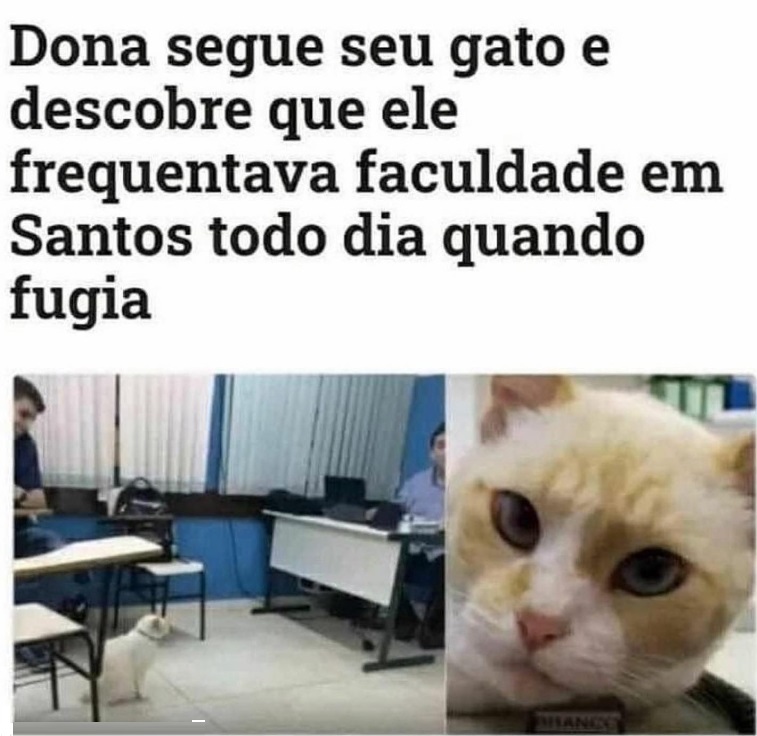 Dona segue seu gato e
descobre que ele
frequentava faculdade em
Santos todo dia quando
fugia